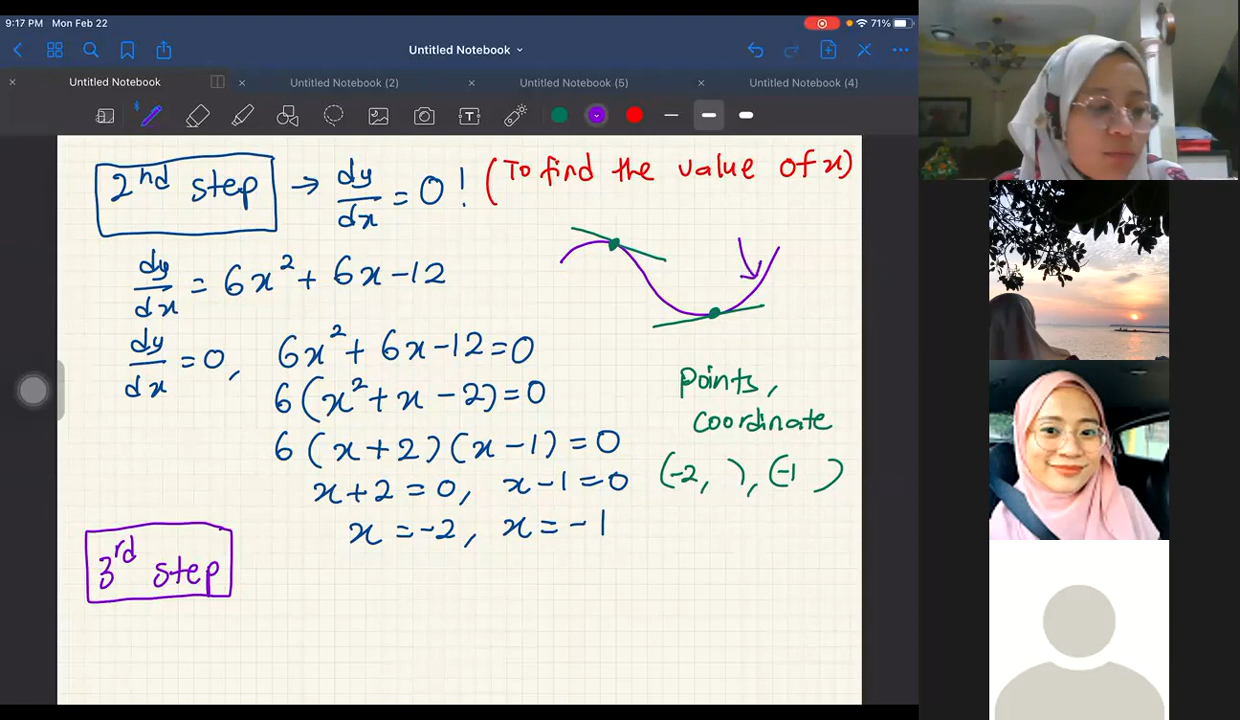 9:17 PM Mon Feb 22
71%
Untitled Notebook
Untitled Notebook
Untitled Notebook (2)
Untitled Notebook (5)
Untitled Notebook (4)
2nd step → dy/dx = 0! (To find the value of x)
dy/dx = 6x² + 6x - 12
dy/dx = 0, 6x² + 6x - 12 = 0
6(x² + x - 2) = 0
6(x + 2)(x - 1) = 0
x + 2 = 0, x - 1 = 0
x = -2, x = -1
points,
coordinate
(-2, ), (-1 )
3rd step